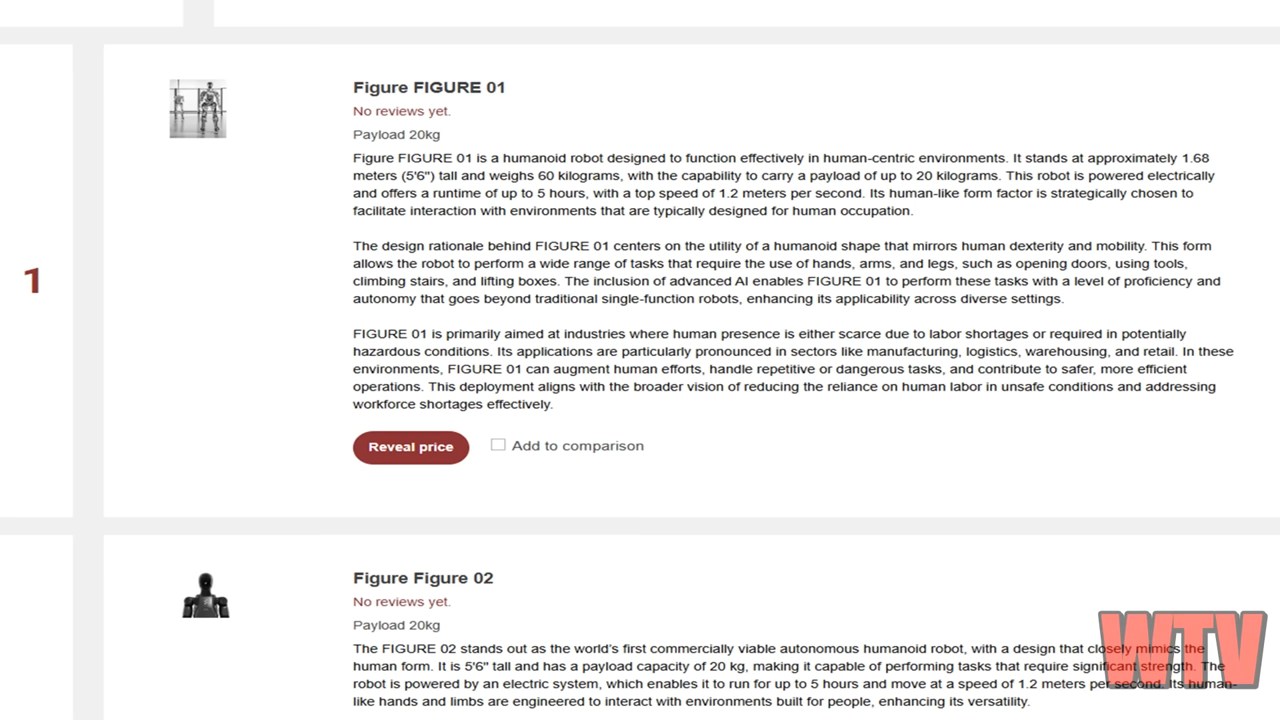 1
Figure FIGURE 01
No reviews yet.
Payload 20kg
Figure FIGURE 01 is a humanoid robot designed to function effectively in human-centric environments. It stands at approximately 1.68
meters (5'6") tall and weighs 60 kilograms, with the capability to carry a payload of up to 20 kilograms. This robot is powered electrically
and offers a runtime of up to 5 hours, with a top speed of 1.2 meters per second. Its human-like form factor is strategically chosen to
facilitate interaction with environments that are typically designed for human occupation.
The design rationale behind FIGURE 01 centers on the utility of a humanoid shape that mirrors human dexterity and mobility. This form
allows the robot to perform a wide range of tasks that require the use of hands, arms, and legs, such as opening doors, using tools,
climbing stairs, and lifting boxes. The inclusion of advanced AI enables FIGURE 01 to perform these tasks with a level of proficiency and
autonomy that goes beyond traditional single-function robots, enhancing its applicability across diverse settings.
FIGURE 01 is primarily aimed at industries where human presence is either scarce due to labor shortages or required in potentially
hazardous conditions. Its applications are particularly pronounced in sectors like manufacturing, logistics, warehousing, and retail. In these
environments, FIGURE 01 can augment human efforts, handle repetitive or dangerous tasks, and contribute to safer, more efficient
operations. This deployment aligns with the broader vision of reducing the reliance on human labor in unsafe conditions and addressing
workforce shortages effectively.
Reveal price
Add to comparison
Figure Figure 02
No reviews yet.
Payload 20kg
The FIGURE 02 stands out as the world's first commercially viable autonomous humanoid robot, with a design that closely mimics the
human form. It is 5'6" tall and has a payload capacity of 20 kg, making it capable of performing tasks that require significant strength. The
robot is powered by an electric system, which enables it to run for up to 5 hours and move at a speed of 1.2 meters per second. Its human-
like hands and limbs are engineered to interact with environments built for people, enhancing its versatility.
WTV